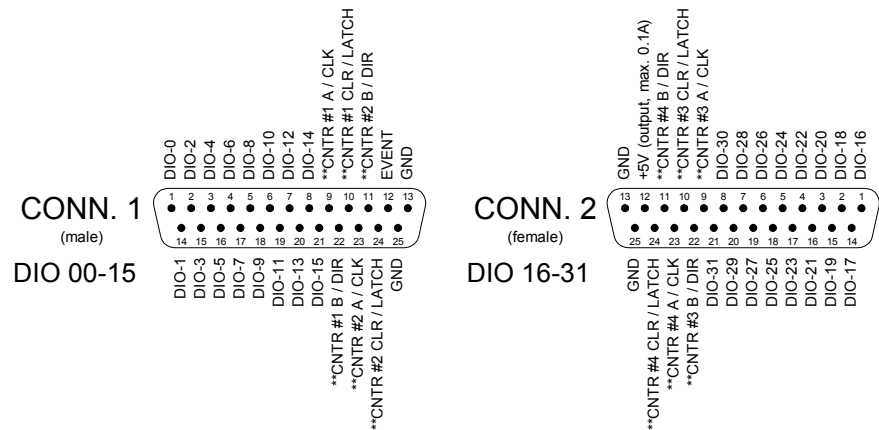 DIO-0
DIO-2
DIO-4
DIO-6
DIO-8
DIO-10
DIO-12
DIO-14
**CNTR #1 A / CLK
**CNTR #1 CLR / LATCH
**CNTR #2 B / DIR
EVENT
GND
1 2 3 4 5 6 7 8 9 10 11 12 13
CONN. 1
(male)
DIO 00-15
14 15 16 17 18 19 20 21 22 23 24 25
DIO-1
DIO-3
DIO-5
DIO-7
DIO-9
DIO-11
DIO-13
DIO-15
**CNTR #1 B / DIR
**CNTR #2 A / CLK
**CNTR #2 CLR / LATCH
GND
GND
+5V (output, max. 0.1A)
**CNTR #4 B / DIR
**CNTR #3 CLR / LATCH
**CNTR #3 A / CLK
DIO-30
DIO-28
DIO-26
DIO-24
DIO-22
DIO-20
DIO-18
DIO-16
13 12 11 10 9 8 7 6 5 4 3 2 1
CONN. 2
(female)
DIO 16-31
25 24 23 22 21 20 19 18 17 16 15 14
GND
**CNTR #4 CLR / LATCH
**CNTR #4 A / CLK
**CNTR #3 B / DIR
DIO-31
DIO-29
DIO-27
DIO-25
DIO-23
DIO-21
DIO-19
DIO-17